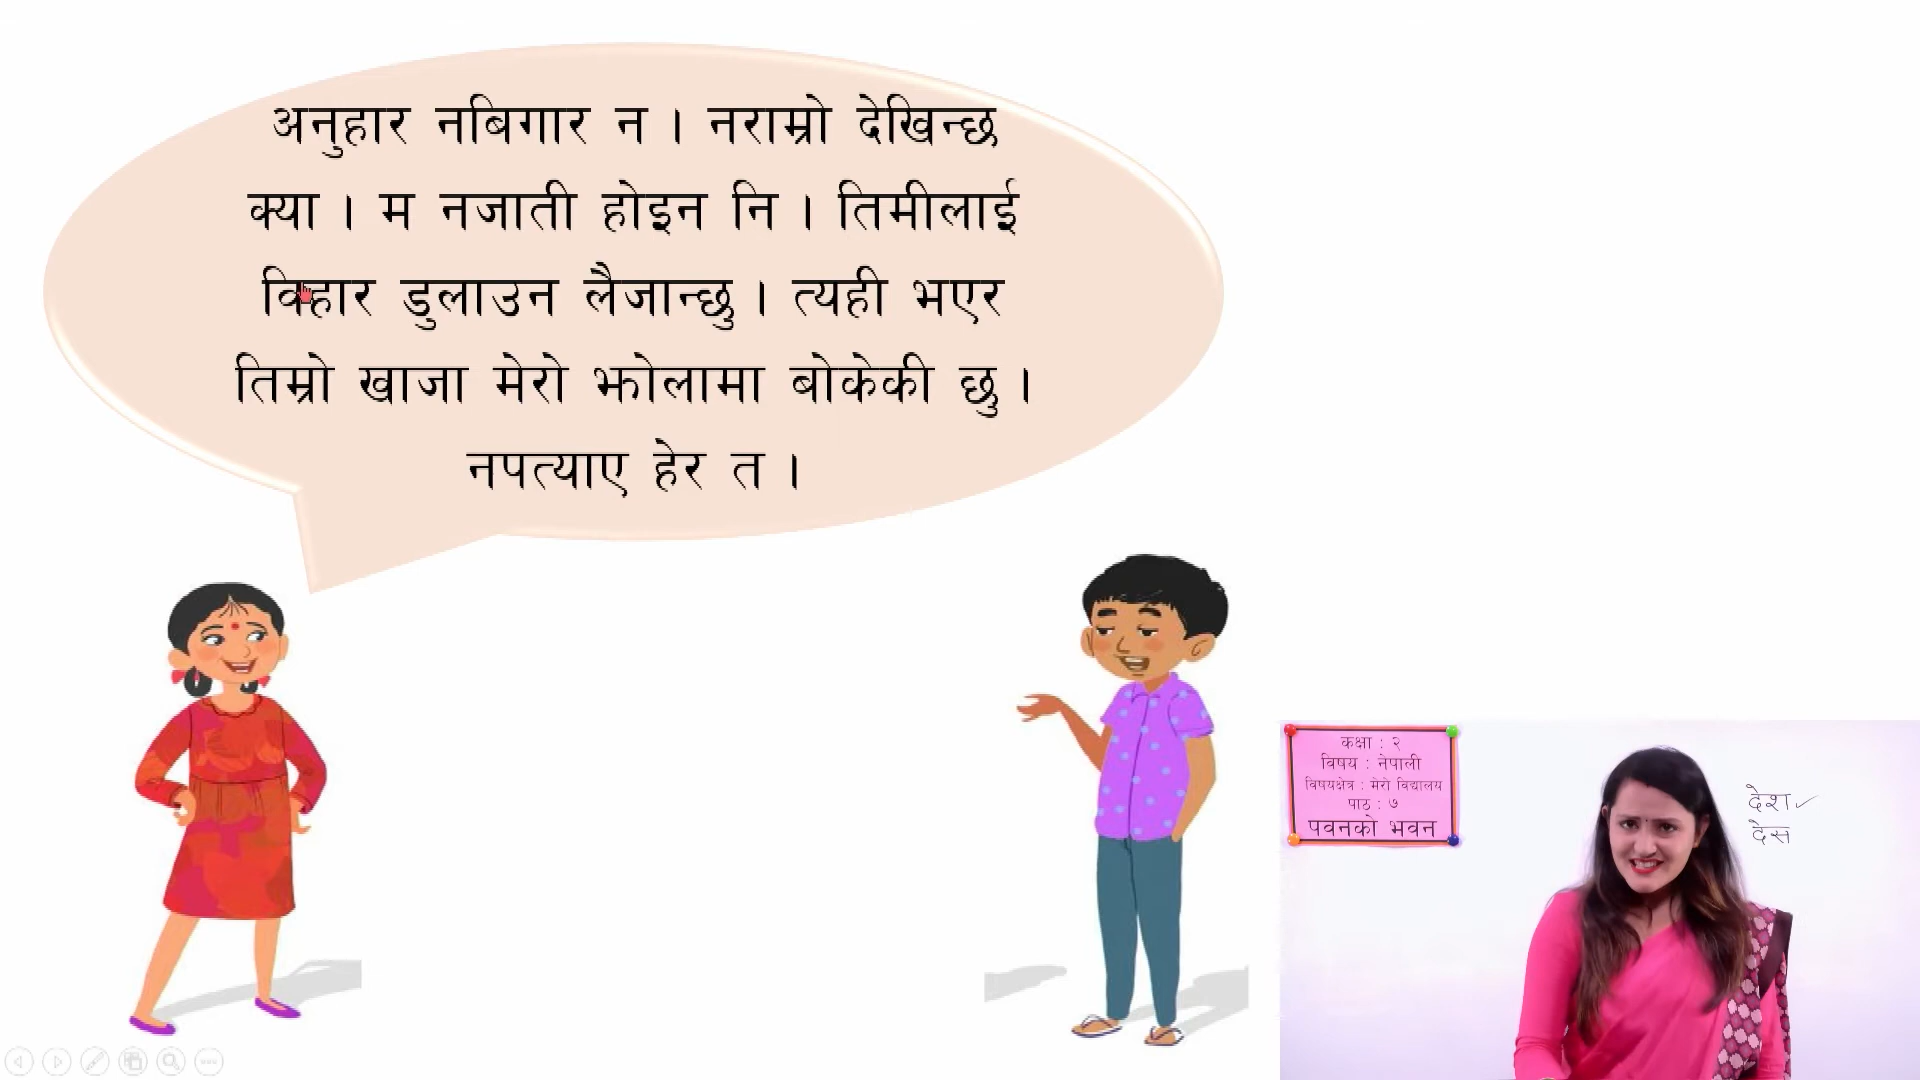 अनुहार नबिगार न । नराम्रो देखिन्छ
क्या । म नजाती होइन नि । तिमीलाई
विहार डुलाउन लैजान्छु । त्यही भएर
तिम्रो खाजा मेरो झोलामा बोकेकी छु ।
नपत्याए हेर त ।
कक्षा : २
विषय : नेपाली
विषयक्षेत्र : मेरो विद्यालय
पाठ : ७
पवनको भवन
देश✓
देस